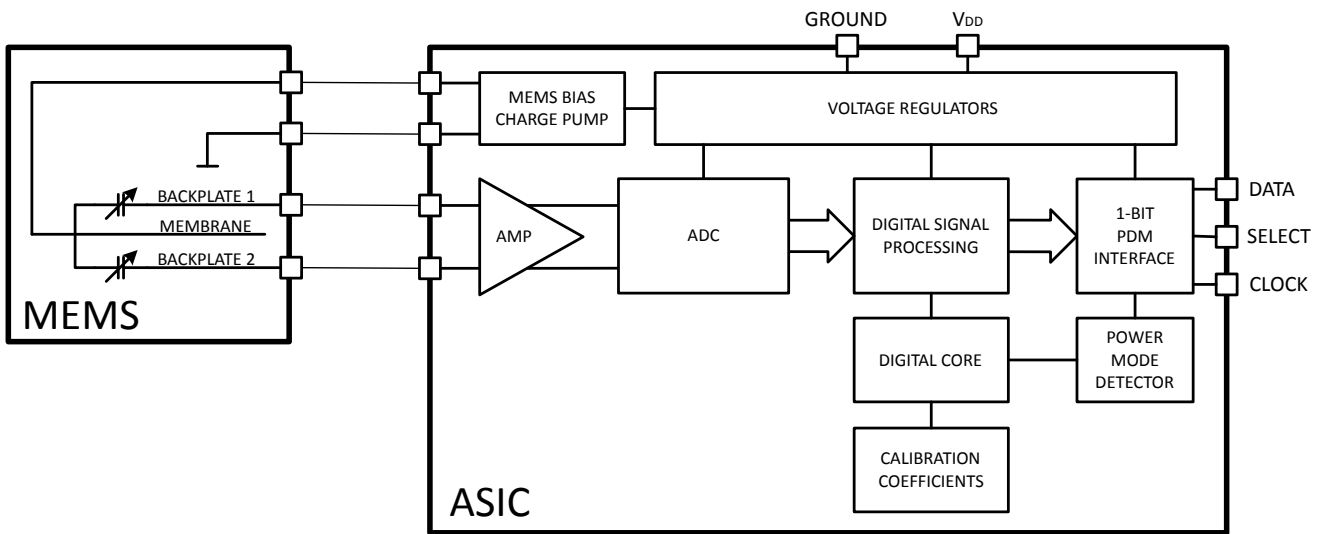 GROUND
VDD
MEMS BIAS
CHARGE PUMP
VOLTAGE REGULATORS
BACKPLATE 1
MEMBRANE
BACKPLATE 2
MEMS
AMP
ADC
DIGITAL SIGNAL
PROCESSING
1-BIT
PDM
INTERFACE
DATA
SELECT
CLOCK
DIGITAL CORE
POWER
MODE
DETECTOR
CALIBRATION
COEFFICIENTS
ASIC